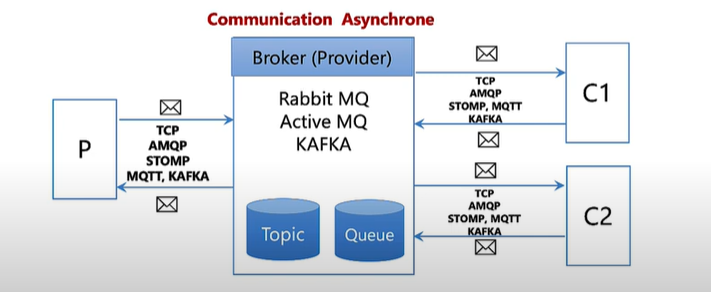 Communication Asynchrone
Broker (Provider)
Rabbit MQ
Active MQ
KAFKA
Topic
Queue
P
TCP
AMQP
STOMP
MQTT, KAFKA
TCP
AMQP
STOMP, MQTT
KAFKA
C1
TCP
AMQP
STOMP, MQTT
KAFKA
C2